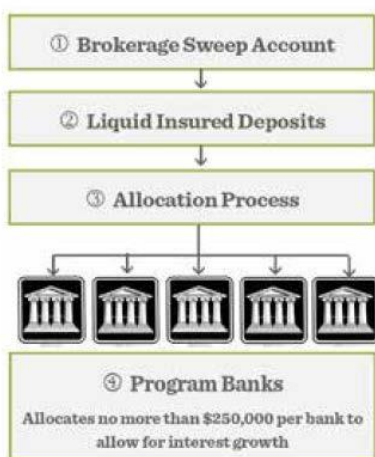 ① Brokerage Sweep Account
② Liquid Insured Deposits
③ Allocation Process
④ Program Banks
Allocates no more than $250,000 per bank to
allow for interest growth